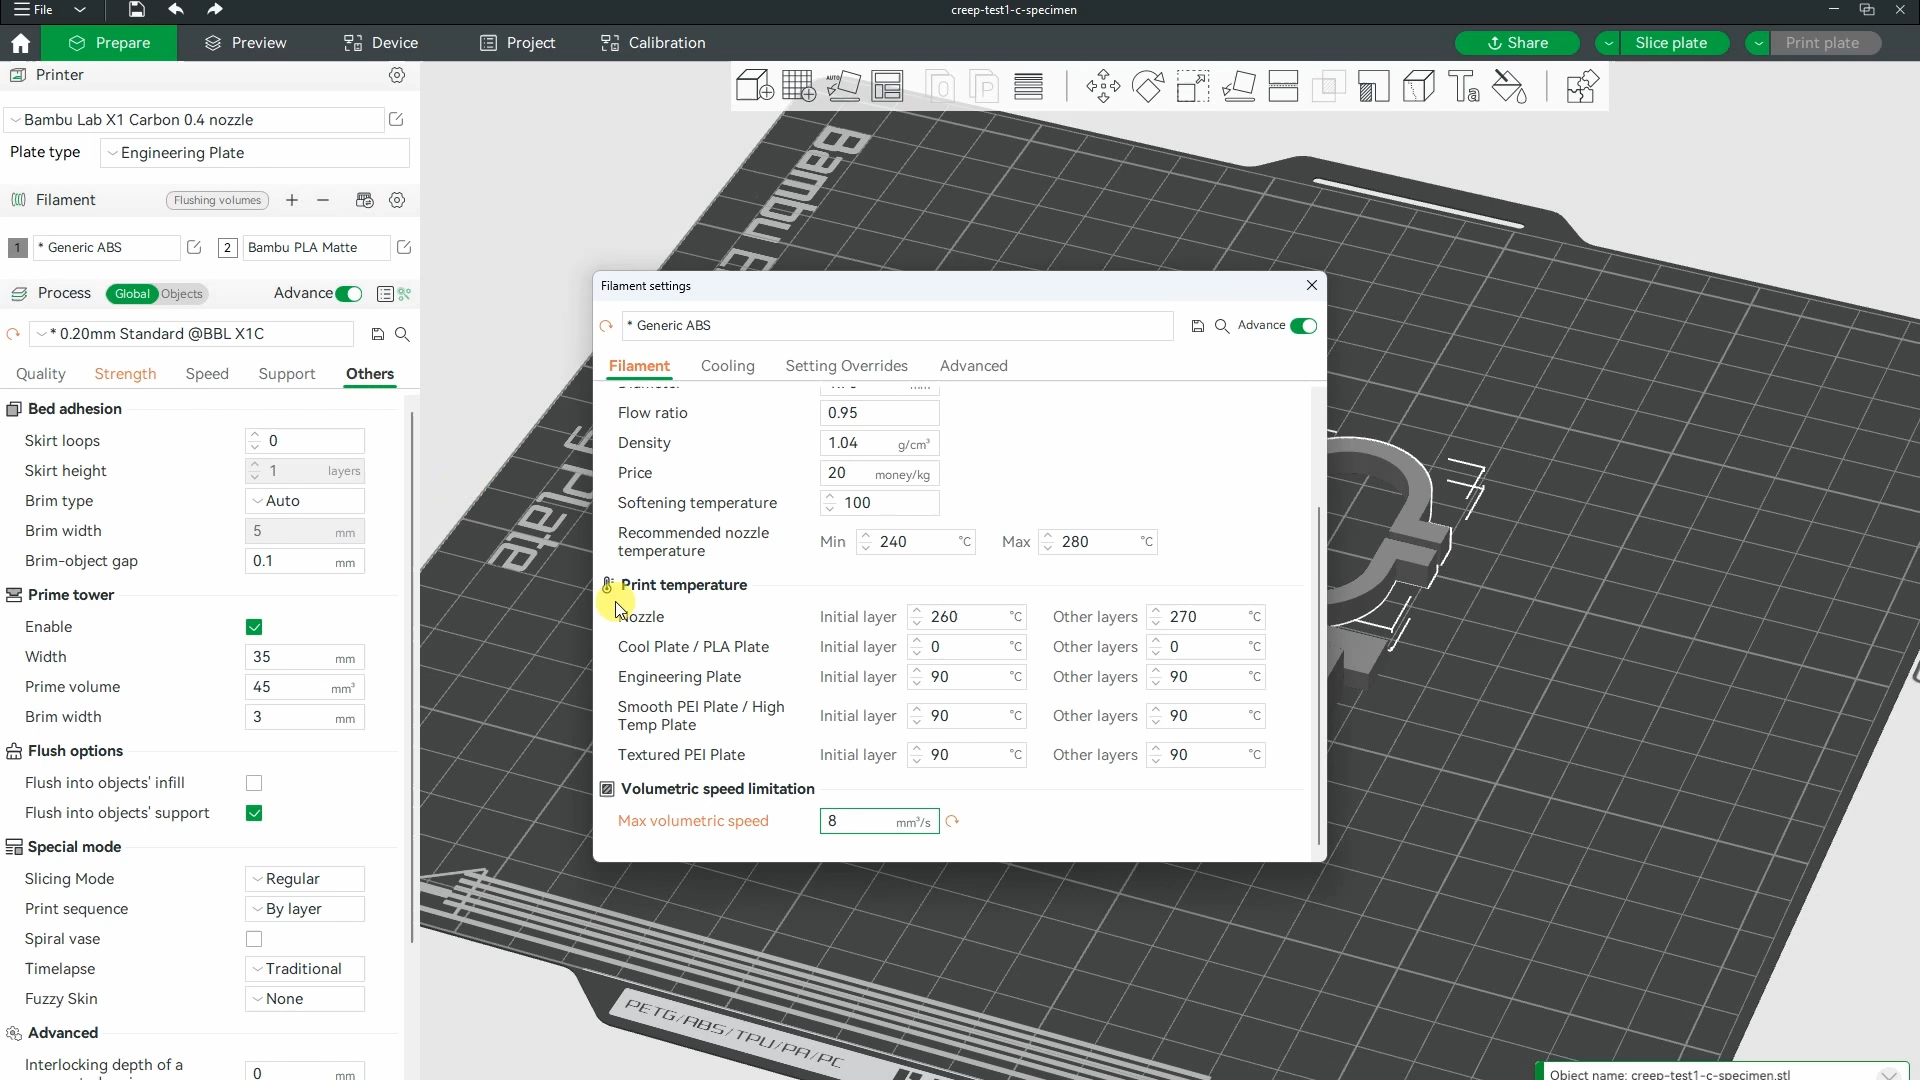 File
creep-test1-c-specimen
Prepare
Preview
Device
Project
Calibration
Share
Slice plate
Print plate
Printer
Bambu Lab X1 Carbon 0.4 nozzle
Plate type
Engineering Plate
Filament
Flushing volumes
1
* Generic ABS
2
Bambu PLA Matte
Process
Global
Objects
Advance
* 0.20mm Standard @BBL X1C
Quality
Strength
Speed
Support
Others
Bed adhesion
Skirt loops 0
Skirt height 1 layers
Brim type Auto
Brim width 5 mm
Brim-object gap 0.1 mm
Prime tower
Enable
Width 35 mm
Prime volume 45 mm³
Brim width 3 mm
Flush options
Flush into objects' infill
Flush into objects' support
Special mode
Slicing Mode Regular
Print sequence By layer
Spiral vase
Timelapse Traditional
Fuzzy Skin None
Advanced
Interlocking depth of a
0 mm
AUTO
Bambu E
Plate
PETG/ABS/TPU/PA/PC
Filament settings
* Generic ABS
Advance
Filament
Cooling
Setting Overrides
Advanced
Flow ratio 0.95
Density 1.04 g/cm³
Price 20 money/kg
Softening temperature 100
Recommended nozzle
temperature
Min 240 °C Max 280 °C
Print temperature
Nozzle Initial layer 260 °C Other layers 270 °C
Cool Plate / PLA Plate Initial layer 0 °C Other layers 0 °C
Engineering Plate Initial layer 90 °C Other layers 90 °C
Smooth PEI Plate / High
Temp Plate
Initial layer 90 °C Other layers 90 °C
Textured PEI Plate Initial layer 90 °C Other layers 90 °C
Volumetric speed limitation
Max volumetric speed 8 mm³/s
Object name: creep-test1-c-specimen.stl